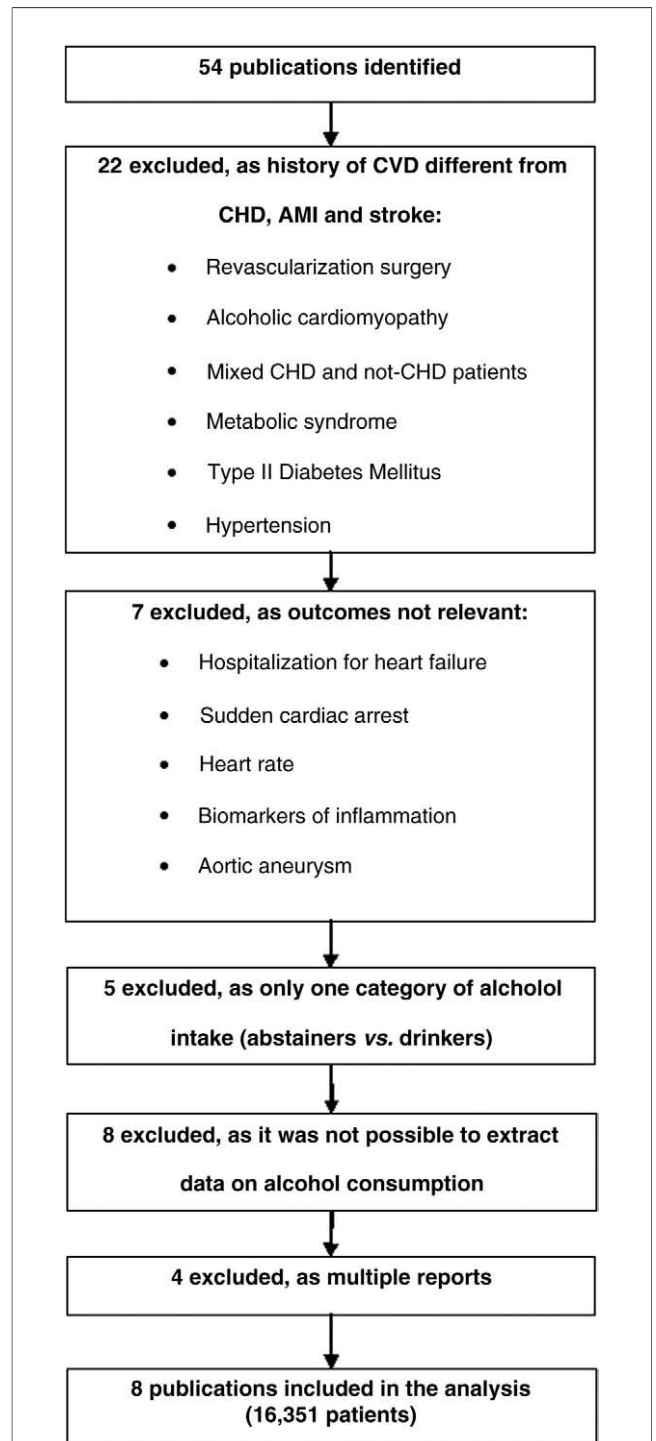 54 publications identified
22 excluded, as history of CVD different from
CHD, AMI and stroke:
• Revascularization surgery
• Alcoholic cardiomyopathy
• Mixed CHD and not-CHD patients
• Metabolic syndrome
• Type II Diabetes Mellitus
• Hypertension
7 excluded, as outcomes not relevant:
• Hospitalization for heart failure
• Sudden cardiac arrest
• Heart rate
• Biomarkers of inflammation
• Aortic aneurysm
5 excluded, as only one category of alcholol
intake (abstainers vs. drinkers)
8 excluded, as it was not possible to extract
data on alcohol consumption
4 excluded, as multiple reports
8 publications included in the analysis
(16,351 patients)